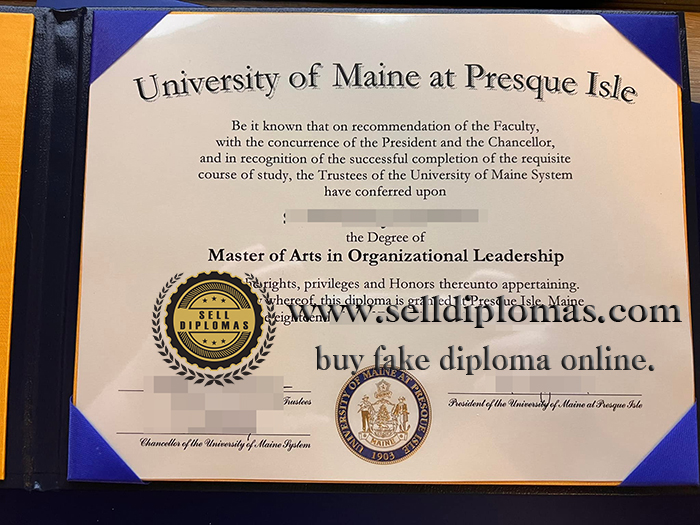 University of Maine at Presque Isle
Be it known that on recommendation of the Faculty,
with the concurrence of the President and the Chancellor,
and in recognition of the successful completion of the requisite
course of study, the Trustees of the University of Maine System
have conferred upon
the Degree of
Master of Arts in Organizational Leadership
rights, privileges and Honors thereunto appertaining.
whereof, this diploma is granted at Presque Isle, Maine
eighteenth
www.selldiplomas.com
SELL
DIPLOMAS
buy fake diploma online.
Trustees
President of the University of Maine at Presque Isle
Chancellor of the University of Maine System
UNIVERSITY OF MAINE AT PRESQUE ISLE
MAINE
1903